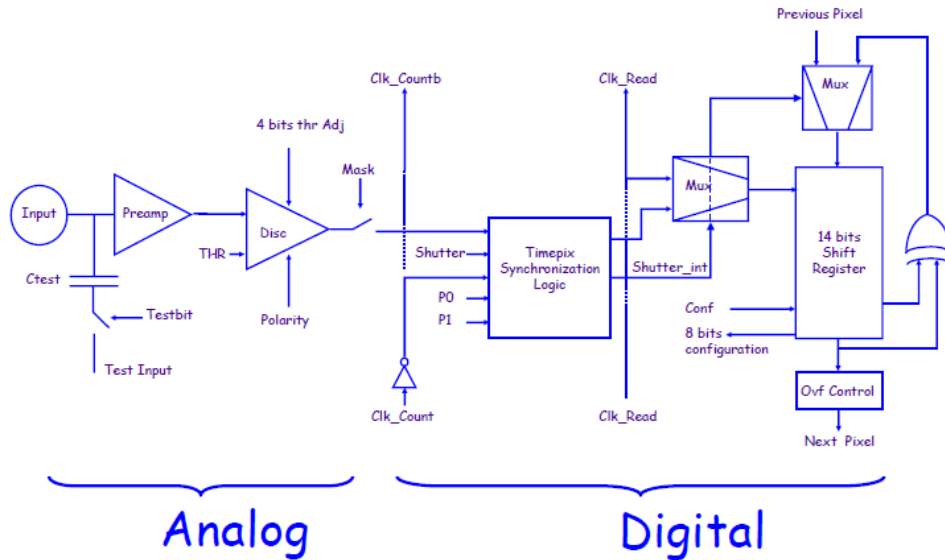 Previous Pixel
Clk_Countb
Clk_Read
Mux
4 bits thr Adj
Mask
Mux
Input
Preamp
Disc
14 bits
Shift
Register
Timepix
Synchronization
Logic
Shutter
THR
Shutter_int
Ctest
P0
Conf
Testbit
Polarity
P1
8 bits
configuration
Test Input
Ovf Control
Clk_Count
Clk_Read
Next Pixel
Analog
Digital